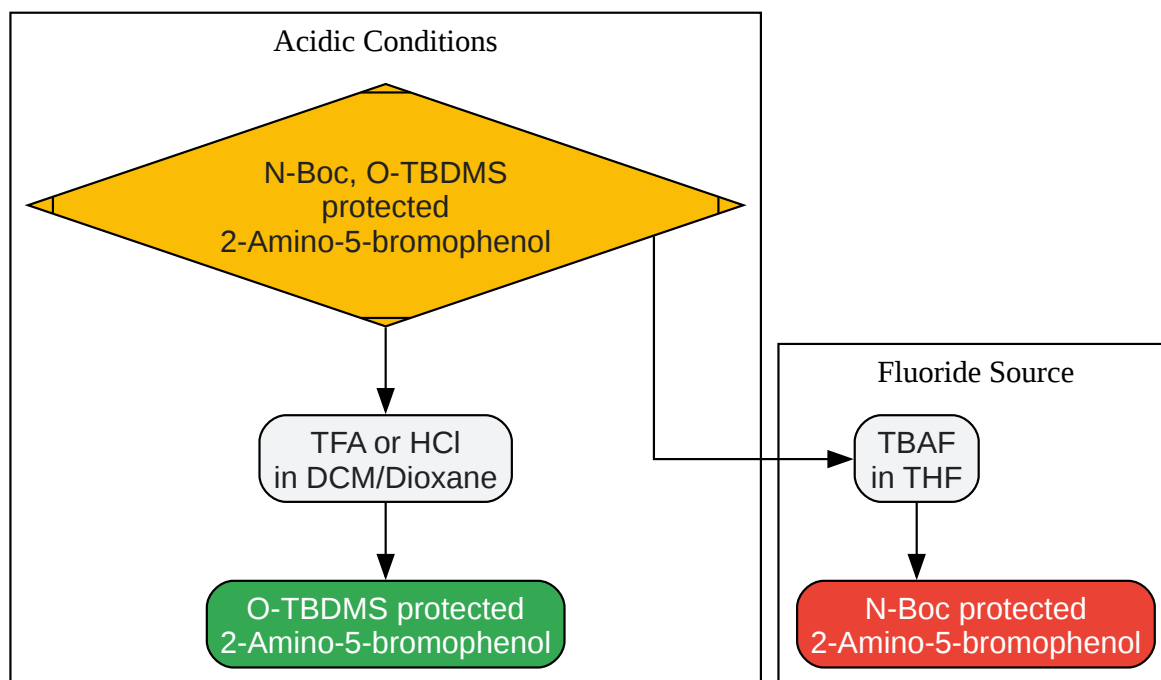 Acidic Conditions
N-Boc, O-TBDMS
protected
2-Amino-5-bromophenol
TFA or HCl
in DCM/Dioxane
O-TBDMS protected
2-Amino-5-bromophenol
Fluoride Source
TBAF
in THF
N-Boc protected
2-Amino-5-bromophenol